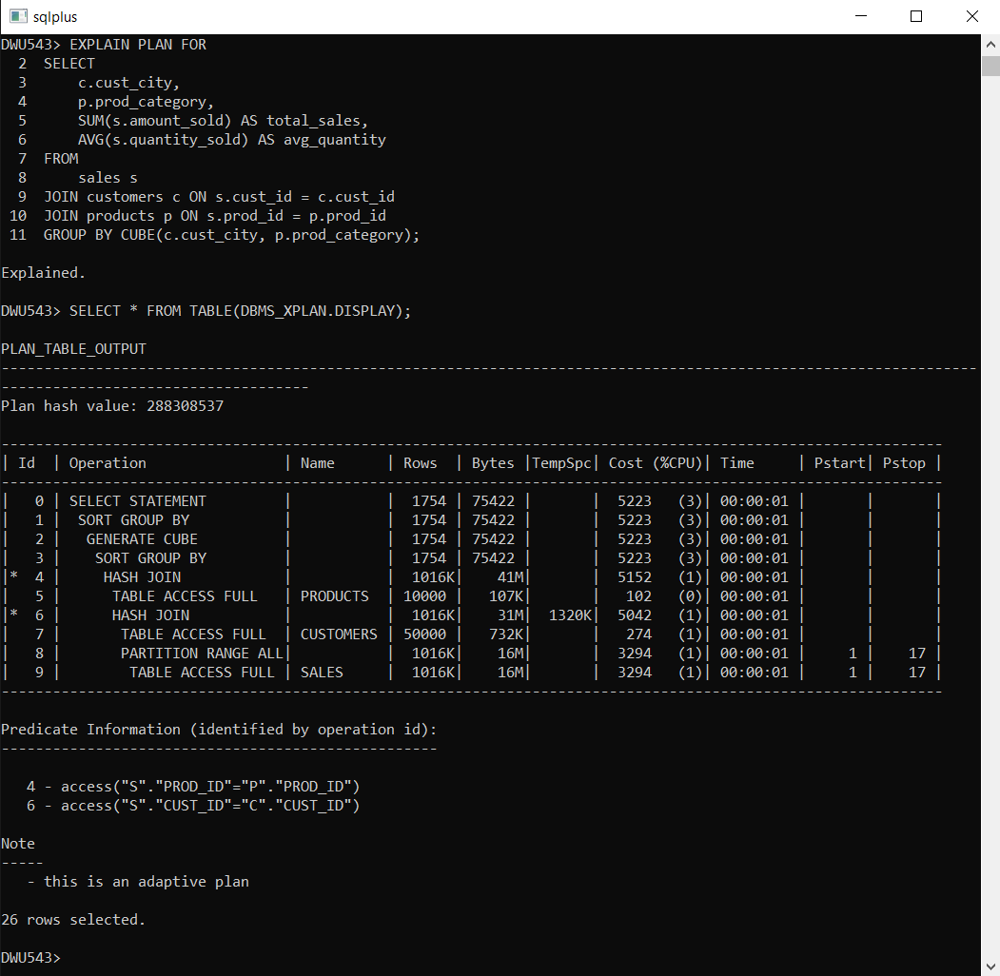 sqlplus
DWU543> EXPLAIN PLAN FOR
  2  SELECT
  3      c.cust_city,
  4      p.prod_category,
  5      SUM(s.amount_sold) AS total_sales,
  6      AVG(s.quantity_sold) AS avg_quantity
  7  FROM
  8      sales s
  9  JOIN customers c ON s.cust_id = c.cust_id
 10  JOIN products p ON s.prod_id = p.prod_id
 11  GROUP BY CUBE(c.cust_city, p.prod_category);
Explained.
DWU543> SELECT * FROM TABLE(DBMS_XPLAN.DISPLAY);
PLAN_TABLE_OUTPUT
------------------------------------------------------------------------------------------------------------------
------------------------------------
Plan hash value: 288308537
--------------------------------------------------------------------------------------------------------------
| Id  | Operation                | Name      | Rows  | Bytes |TempSpc| Cost (%CPU)| Time     | Pstart| Pstop |
--------------------------------------------------------------------------------------------------------------
|   0 | SELECT STATEMENT         |           |  1754 | 75422 |       |  5223   (3)| 00:00:01 |       |       |
|   1 |  SORT GROUP BY           |           |  1754 | 75422 |       |  5223   (3)| 00:00:01 |       |       |
|   2 |   GENERATE CUBE          |           |  1754 | 75422 |       |  5223   (3)| 00:00:01 |       |       |
|   3 |    SORT GROUP BY         |           |  1754 | 75422 |       |  5223   (3)| 00:00:01 |       |       |
|*  4 |     HASH JOIN            |           |  1016K|    41M|       |  5152   (1)| 00:00:01 |       |       |
|   5 |      TABLE ACCESS FULL   | PRODUCTS  | 10000 |   107K|       |   102   (0)| 00:00:01 |       |       |
|*  6 |      HASH JOIN           |           |  1016K|    31M|  1320K|  5042   (1)| 00:00:01 |       |       |
|   7 |       TABLE ACCESS FULL  | CUSTOMERS | 50000 |   732K|       |   274   (1)| 00:00:01 |       |       |
|   8 |       PARTITION RANGE ALL|           |  1016K|    16M|       |  3294   (1)| 00:00:01 |     1 |    17 |
|   9 |        TABLE ACCESS FULL | SALES     |  1016K|    16M|       |  3294   (1)| 00:00:01 |     1 |    17 |
--------------------------------------------------------------------------------------------------------------
Predicate Information (identified by operation id):
---------------------------------------------------
   4 - access("S"."PROD_ID"="P"."PROD_ID")
   6 - access("S"."CUST_ID"="C"."CUST_ID")
Note
-----
   - this is an adaptive plan
26 rows selected.
DWU543>